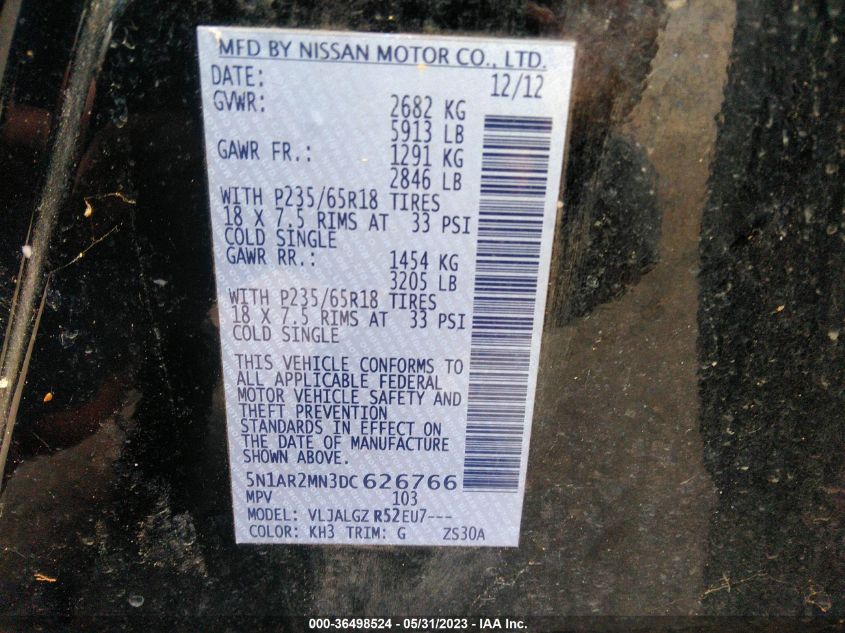 MFD BY NISSAN MOTOR CO., LTD.
DATE: 12/12
GVWR: 2682 KG
5913 LB
GAWR FR.: 1291 KG
2846 LB
WITH P235/65R18 TIRES
18 X 7.5 RIMS AT 33 PSI
COLD SINGLE
GAWR RR.: 1454 KG
3205 LB
WITH P235/65R18 TIRES
18 X 7.5 RIMS AT 33 PSI
COLD SINGLE
THIS VEHICLE CONFORMS TO
ALL APPLICABLE FEDERAL
MOTOR VEHICLE SAFETY AND
THEFT PREVENTION
STANDARDS IN EFFECT ON
THE DATE OF MANUFACTURE
SHOWN ABOVE.
5N1AR2MN3DC626766
MPV 103
MODEL: VLJALGZ R52EU7---
COLOR: KH3 TRIM: G ZS30A
000-36498524 - 05/31/2023 - IAA Inc.